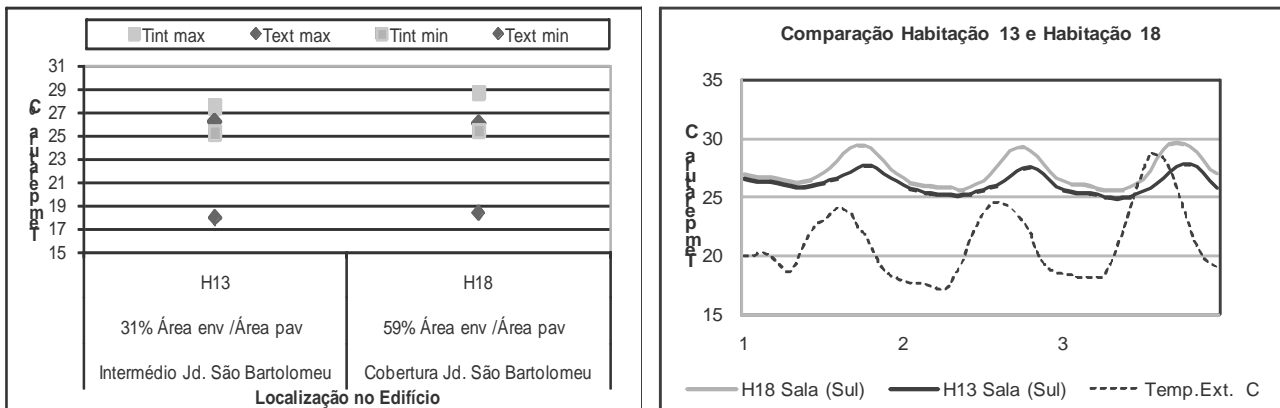 Tint max Text max Tint min Text min
31
29
27
25
23
21
19
17
15
Temperatura C
H13 H18
31% Área env /Área pav 59% Área env /Área pav
Intermédio Jd. São Bartolomeu Cobertura Jd. São Bartolomeu
Localização no Edifício
Comparação Habitação 13 e Habitação 18
35
30
25
20
15
Temperatura C
1 2 3
H18 Sala (Sul) H13 Sala (Sul) Temp.Ext. C